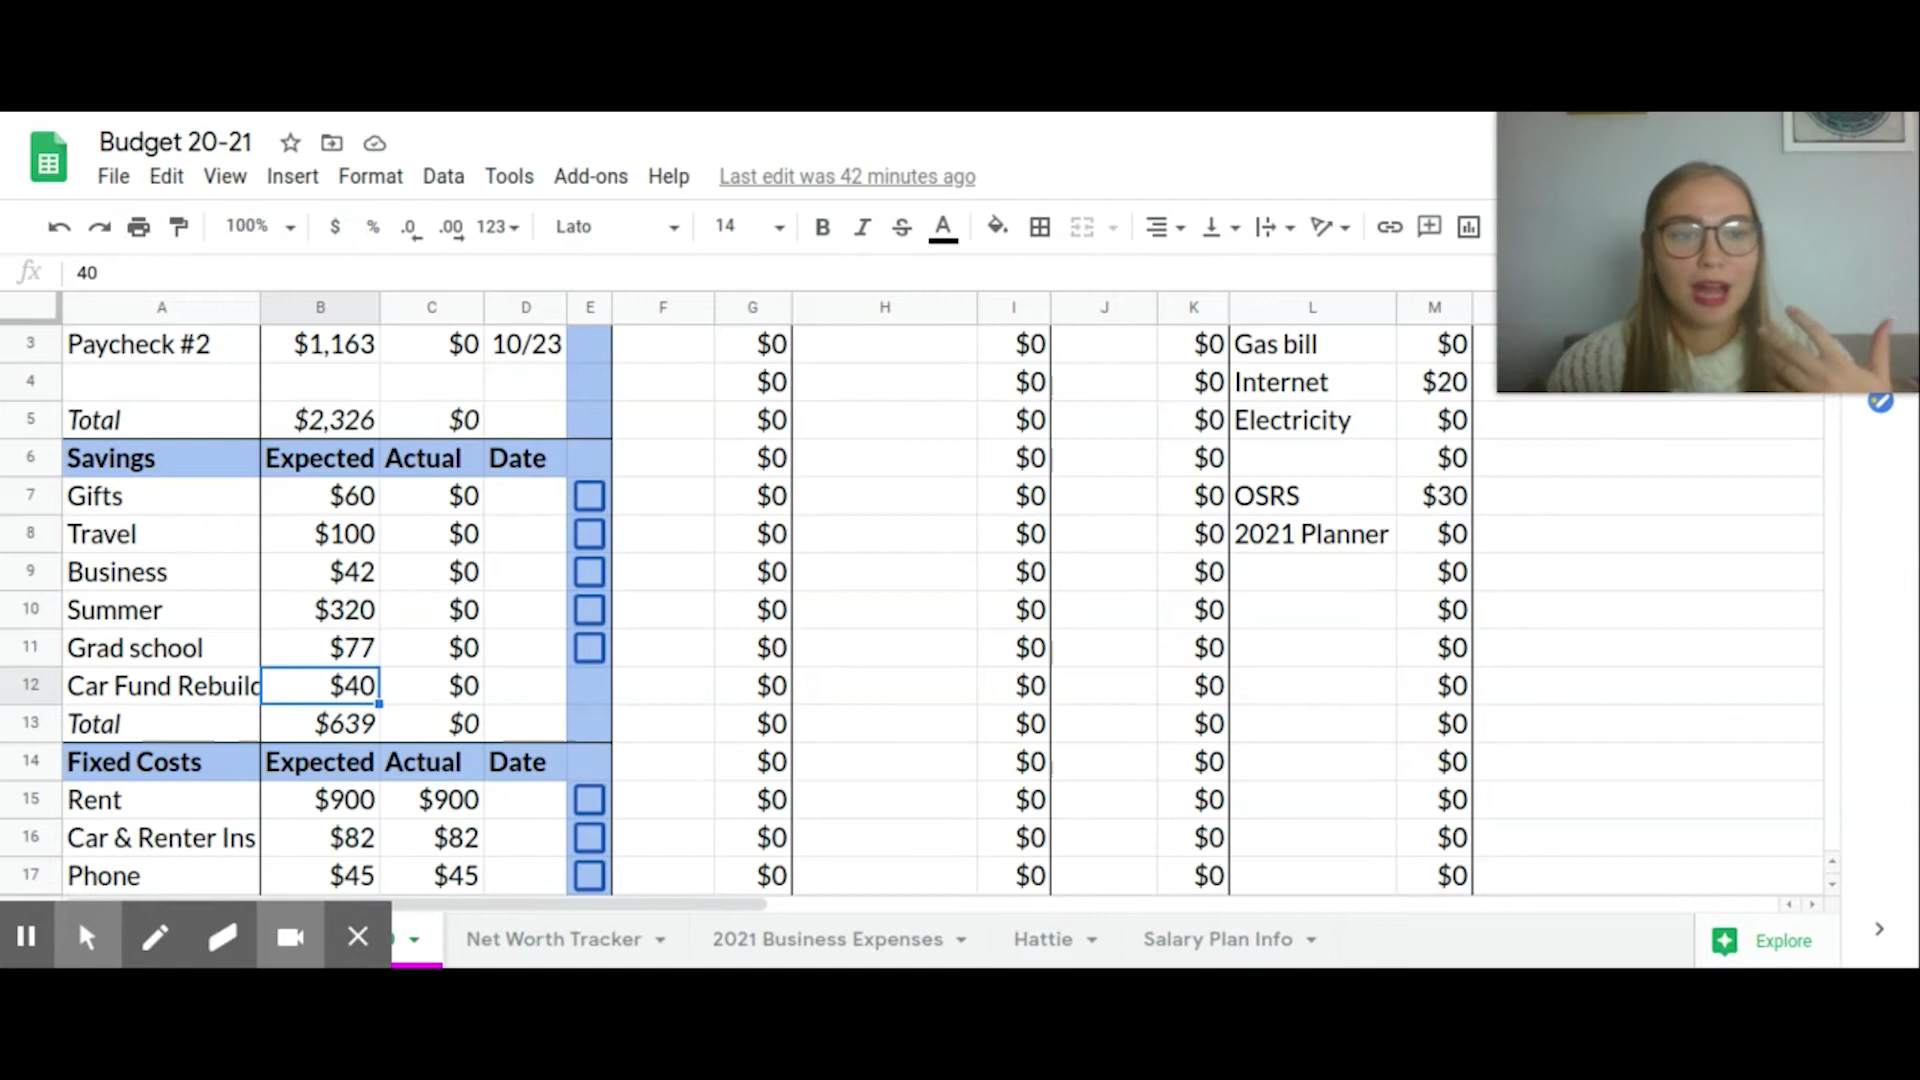 Budget 20-21
File Edit View Insert Format Data Tools Add-ons Help Last edit was 42 minutes ago
100% $ % .0 .00 123 Lato 14 B I S A
fx 40
A B C D E F G H I J K L M
3 Paycheck #2 $1,163 $0 10/23 $0 $0 $0 Gas bill $0
4 $0 $0 $0 Internet $20
5 Total $2,326 $0 $0 $0 $0 Electricity $0
6 Savings Expected Actual Date $0 $0 $0 $0
7 Gifts $60 $0 $0 $0 $0 OSRS $30
8 Travel $100 $0 $0 $0 $0 2021 Planner $0
9 Business $42 $0 $0 $0 $0 $0
10 Summer $320 $0 $0 $0 $0 $0
11 Grad school $77 $0 $0 $0 $0 $0
12 Car Fund Rebuild $40 $0 $0 $0 $0 $0
13 Total $639 $0 $0 $0 $0 $0
14 Fixed Costs Expected Actual Date $0 $0 $0 $0
15 Rent $900 $900 $0 $0 $0 $0
16 Car & Renter Ins $82 $82 $0 $0 $0 $0
17 Phone $45 $45 $0 $0 $0 $0
Net Worth Tracker 2021 Business Expenses Hattie Salary Plan Info Explore